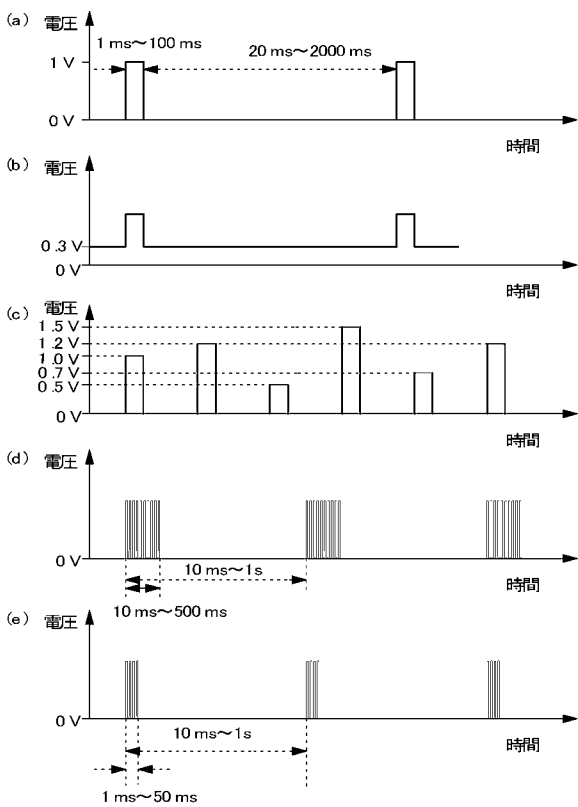 (a) 電圧
1 ms～100 ms
20 ms～2000 ms
1 V
0 V
時間
(b) 電圧
0.3 V
0 V
時間
(c) 電圧
1.5 V
1.2 V
1.0 V
0.7 V
0.5 V
0 V
時間
(d) 電圧
0 V
10 ms～1s
時間
10 ms～500 ms
(e) 電圧
0 V
10 ms～1s
時間
1 ms～50 ms